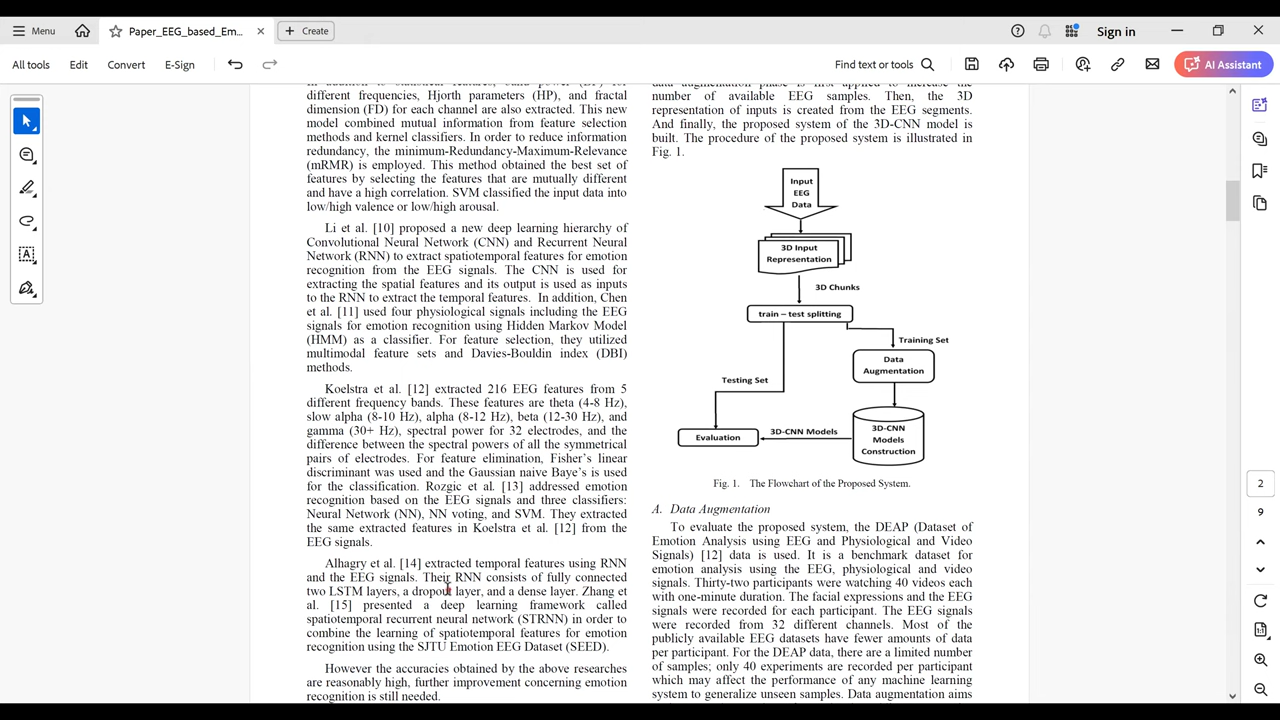 Menu
Paper_EEG_based_Em...
Create
Sign in
All tools
Edit
Convert
E-Sign
Find text or tools
AI Assistant
different frequencies, Hjorth parameters (HP), and fractal
dimension (FD) for each channel are also extracted. This new
model combined mutual information from feature selection
methods and kernel classifiers. In order to reduce information
redundancy, the minimum-Redundancy-Maximum-Relevance
(mRMR) is employed. This method obtained the best set of
features by selecting the features that are mutually different
and have a high correlation. SVM classified the input data into
low/high valence or low/high arousal.
Li et al. [10] proposed a new deep learning hierarchy of
Convolutional Neural Network (CNN) and Recurrent Neural
Network (RNN) to extract spatiotemporal features for emotion
recognition from the EEG signals. The CNN is used for
extracting the spatial features and its output is used as inputs
to the RNN to extract the temporal features. In addition, Chen
et al. [11] used four physiological signals including the EEG
signals for emotion recognition using Hidden Markov Model
(HMM) as a classifier. For feature selection, they utilized
multimodal feature sets and Davies-Bouldin index (DBI)
methods.
Koelstra et al. [12] extracted 216 EEG features from 5
different frequency bands. These features are theta (4-8 Hz),
slow alpha (8-10 Hz), alpha (8-12 Hz), beta (12-30 Hz), and
gamma (30+ Hz), spectral power for 32 electrodes, and the
difference between the spectral powers of all the symmetrical
pairs of electrodes. For feature elimination, Fisher's linear
discriminant was used and the Gaussian naive Baye's is used
for the classification. Rozgic et al. [13] addressed emotion
recognition based on the EEG signals and three classifiers:
Neural Network (NN), NN voting, and SVM. They extracted
the same extracted features in Koelstra et al. [12] from the
EEG signals.
Alhagry et al. [14] extracted temporal features using RNN
and the EEG signals. Their RNN consists of fully connected
two LSTM layers, a dropout layer, and a dense layer. Zhang et
al. [15] presented a deep learning framework called
spatiotemporal recurrent neural network (STRNN) in order to
combine the learning of spatiotemporal features for emotion
recognition using the SJTU Emotion EEG Dataset (SEED).
However the accuracies obtained by the above researches
are reasonably high, further improvement concerning emotion
recognition is still needed.
number of available EEG samples. Then, the 3D
representation of inputs is created from the EEG segments.
And finally, the proposed system of the 3D-CNN model is
built. The procedure of the proposed system is illustrated in
Fig. 1.
Input
EEG
Data
3D Input
Representation
3D Chunks
train – test splitting
Training Set
Data
Augmentation
Testing Set
3D-CNN Models
3D-CNN
Models
Construction
Evaluation
Fig. 1. The Flowchart of the Proposed System.
A. Data Augmentation
To evaluate the proposed system, the DEAP (Dataset of
Emotion Analysis using EEG and Physiological and Video
Signals) [12] data is used. It is a benchmark dataset for
emotion analysis using the EEG, physiological and video
signals. Thirty-two participants were watching 40 videos each
with one-minute duration. The facial expressions and the EEG
signals were recorded for each participant. The EEG signals
were recorded from 32 different channels. Most of the
publicly available EEG datasets have fewer amounts of data
per participant. For the DEAP data, there are a limited number
of samples; only 40 experiments are recorded per participant
which may affect the performance of any machine learning
system to generalize unseen samples. Data augmentation aims
2
9